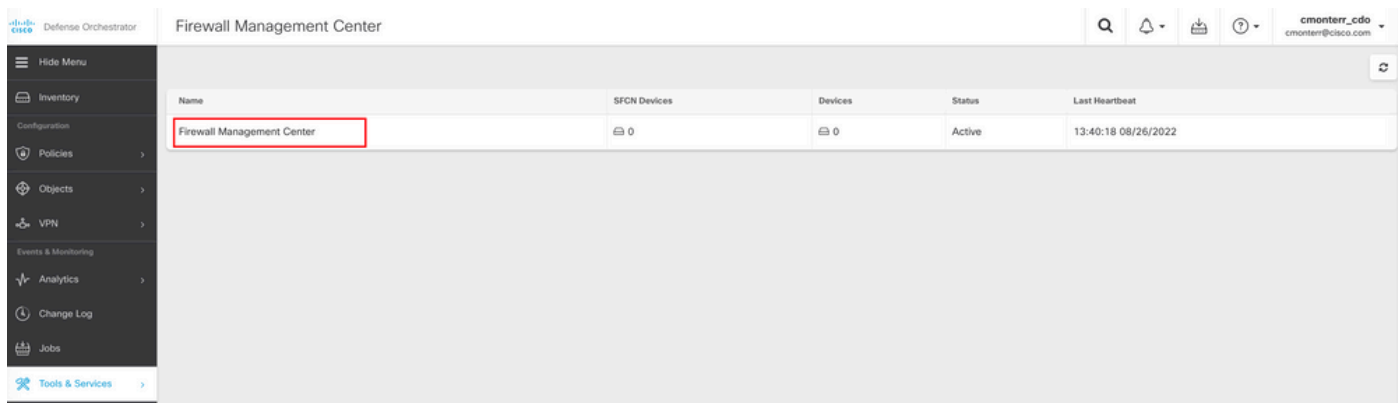 CISCO Defense Orchestrator
Firewall Management Center
cmonterr_cdo
cmonterr@cisco.com
Hide Menu
Inventory
Configuration
Policies
Objects
VPN
Events & Monitoring
Analytics
Change Log
Jobs
Tools & Services
Name SFCN Devices Devices Status Last Heartbeat
Firewall Management Center 0 0 Active 13:40:18 08/26/2022